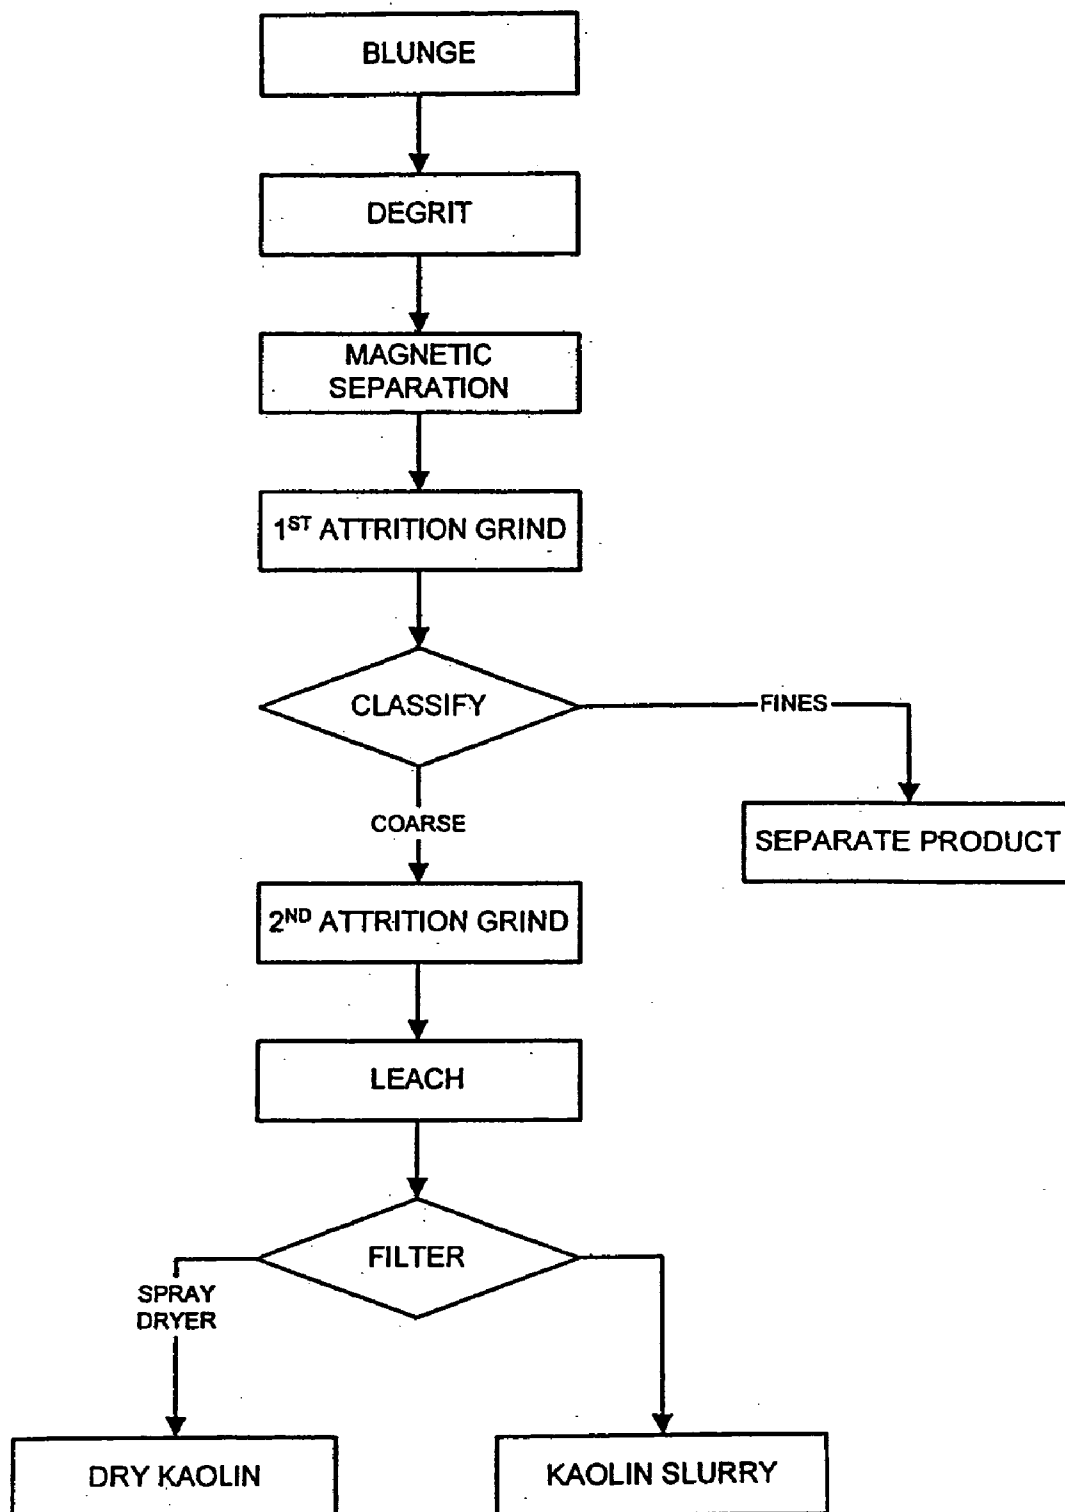 BLUNGE
DEGRIT
MAGNETIC
SEPARATION
1ST ATTRITION GRIND
CLASSIFY
FINES
COARSE
SEPARATE PRODUCT
2ND ATTRITION GRIND
LEACH
FILTER
SPRAY
DRYER
DRY KAOLIN
KAOLIN SLURRY